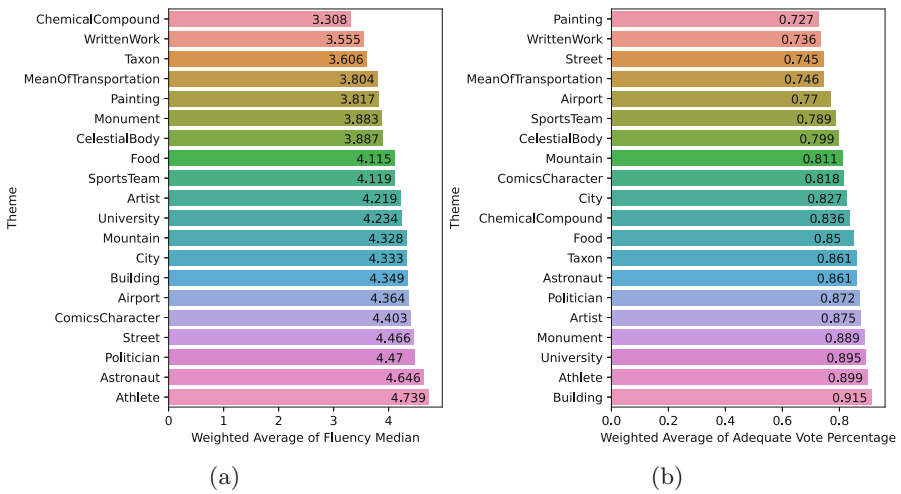 ChemicalCompound 3.308
WrittenWork 3.555
Taxon 3.606
MeanOfTransportation 3.804
Painting 3.817
Monument 3.883
CelestialBody 3.887
Food 4.115
SportsTeam 4.119
Artist 4.219
University 4.234
Mountain 4.328
City 4.333
Building 4.349
Airport 4.364
ComicsCharacter 4.403
Street 4.466
Politician 4.47
Astronaut 4.646
Athlete 4.739
Theme
0 1 2 3 4
Weighted Average of Fluency Median
(a)
Painting 0.727
WrittenWork 0.736
Street 0.745
MeanOfTransportation 0.746
Airport 0.77
SportsTeam 0.789
CelestialBody 0.799
Mountain 0.811
ComicsCharacter 0.818
City 0.827
ChemicalCompound 0.836
Food 0.85
Taxon 0.861
Astronaut 0.861
Politician 0.872
Artist 0.875
Monument 0.889
University 0.895
Athlete 0.899
Building 0.915
Theme
0.0 0.2 0.4 0.6 0.8
Weighted Average of Adequate Vote Percentage
(b)